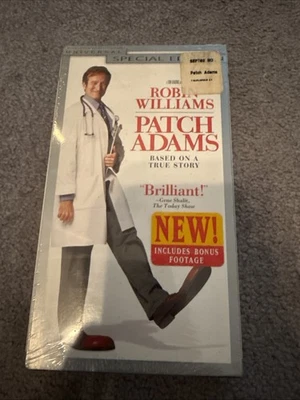 UNIVERSAL
SPECIAL
Patch Adams
ROBIN
WILLIAMS
PATCH
ADAMS
BASED ON A
TRUE STORY
"Brilliant!"
–Gene Shalit,
The Today Show
NEW!
INCLUDES BONUS
FOOTAGE